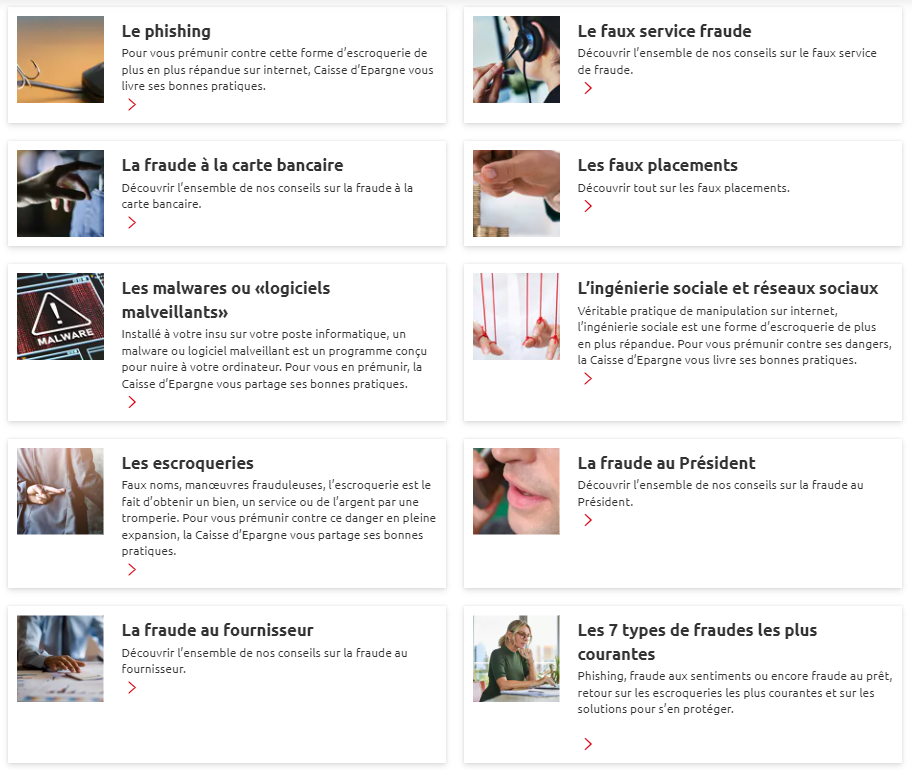 Le phishing
Pour vous prémunir contre cette forme d'escroquerie de
plus en plus répandue sur internet, Caisse d'Epargne vous
livre ses bonnes pratiques.
Le faux service fraude
Découvrir l'ensemble de nos conseils sur le faux service
de fraude.
La fraude à la carte bancaire
Découvrir l'ensemble de nos conseils sur la fraude à la
carte bancaire.
Les faux placements
Découvrir tout sur les faux placements.
MALWARE
Les malwares ou «logiciels
malveillants»
Installé à votre insu sur votre poste informatique, un
malware ou logiciel malveillant est un programme conçu
pour nuire à votre ordinateur. Pour vous en prémunir, la
Caisse d'Epargne vous partage ses bonnes pratiques.
L'ingénierie sociale et réseaux sociaux
Véritable pratique de manipulation sur internet,
l'ingénierie sociale est une forme d'escroquerie de plus
en plus répandue. Pour vous prémunir contre ses dangers,
la Caisse d'Epargne vous livre ses bonnes pratiques.
Les escroqueries
Faux noms, manœuvres frauduleuses, l'escroquerie est le
fait d'obtenir un bien, un service ou de l'argent par une
tromperie. Pour vous prémunir contre ce danger en pleine
expansion, la Caisse d'Epargne vous partage ses bonnes
pratiques.
La fraude au Président
Découvrir l'ensemble de nos conseils sur la fraude au
Président.
La fraude au fournisseur
Découvrir l'ensemble de nos conseils sur la fraude au
fournisseur.
Les 7 types de fraudes les plus
courantes
Phishing, fraude aux sentiments ou encore fraude au prêt,
retour sur les escroqueries les plus courantes et sur les
solutions pour s'en protéger.